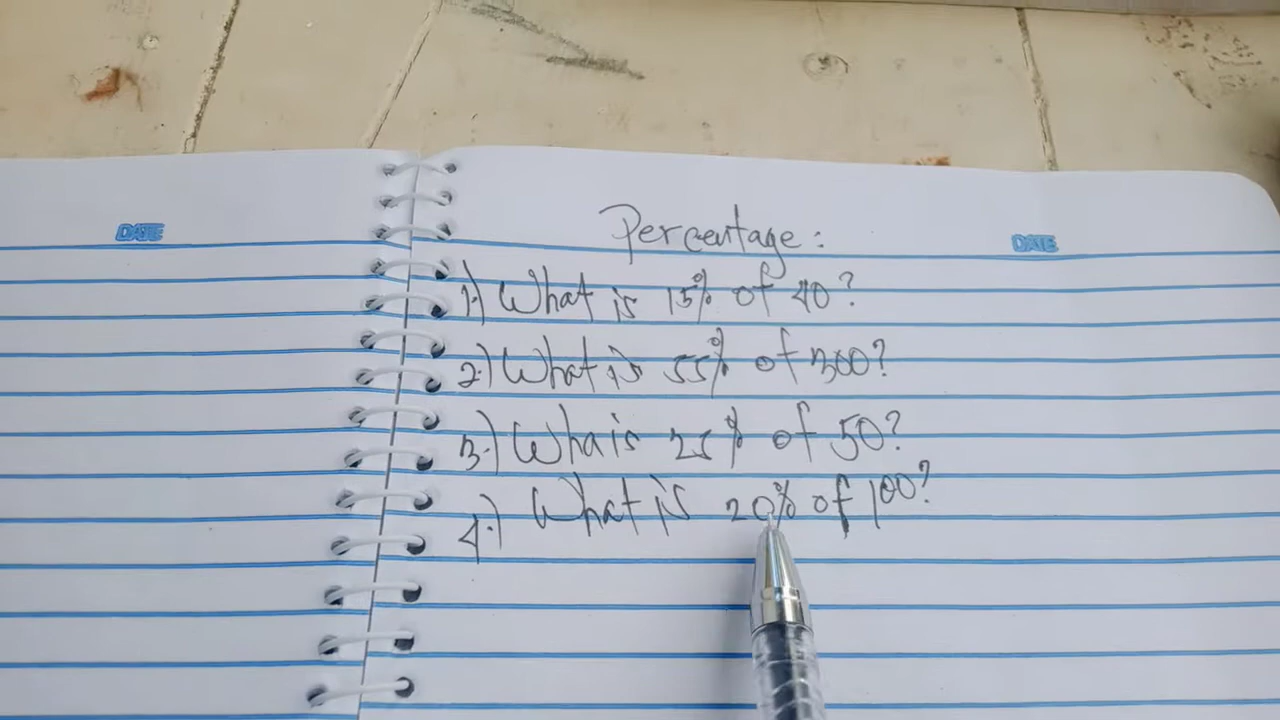 DATE
Percentage:
DATE
1.) What is 15% of 40?
2.) What is 55% of 300?
3.) Wha is 25% of 50?
4.) What is 20% of 100?